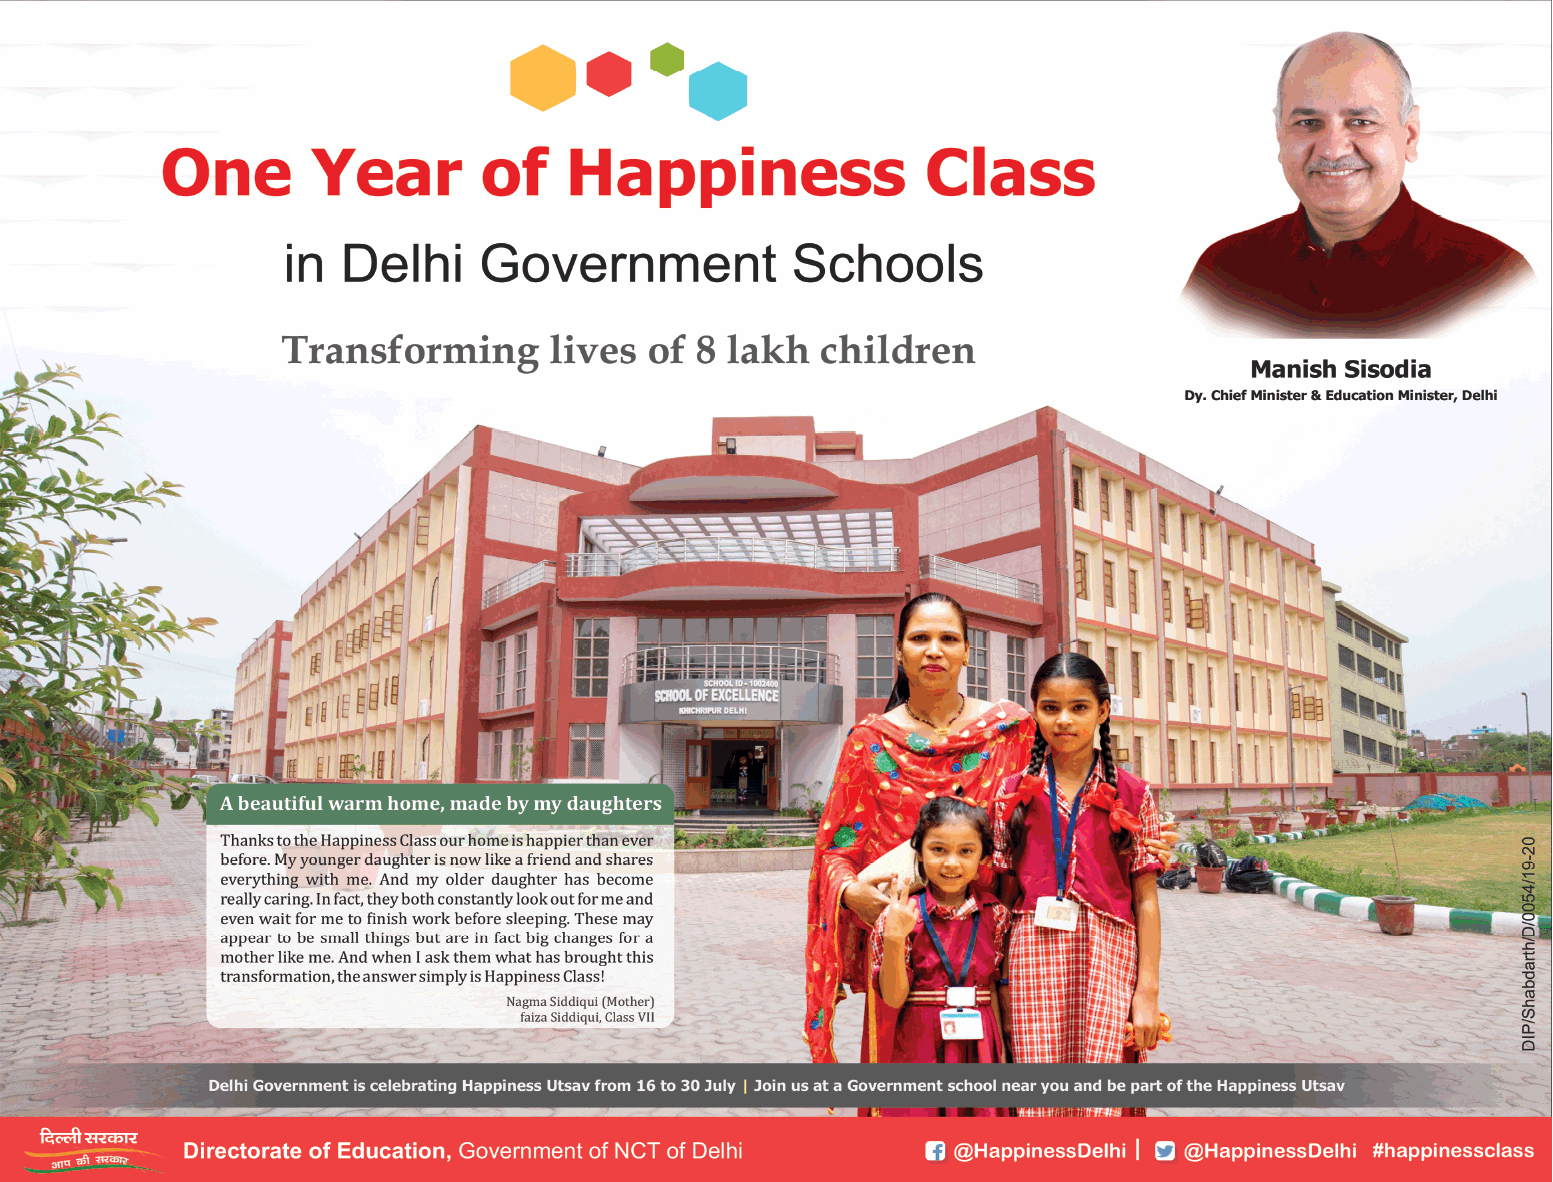 One Year of Happiness Class
in Delhi Government Schools
Transforming lives of 8 lakh children
Manish Sisodia
Dy. Chief Minister & Education Minister, Delhi
SCHOOL ID - 1002400
SCHOOL OF EXCELLENCE
KHICHRIPUR DELHI
A beautiful warm home, made by my daughters
Thanks to the Happiness Class our home is happier than ever
before. My younger daughter is now like a friend and shares
everything with me. And my older daughter has become
really caring. In fact, they both constantly look out for me and
even wait for me to finish work before sleeping. These may
appear to be small things but are in fact big changes for a
mother like me. And when I ask them what has brought this
transformation, the answer simply is Happiness Class!
Nagma Siddiqui (Mother)
faiza Siddiqui, Class VII
DIP/Shabdarth/D/0054/19-20
Delhi Government is celebrating Happiness Utsav from 16 to 30 July | Join us at a Government school near you and be part of the Happiness Utsav
दिल्ली सरकार
आप की सरकार
Directorate of Education, Government of NCT of Delhi
@HappinessDelhi | @HappinessDelhi #happinessclass